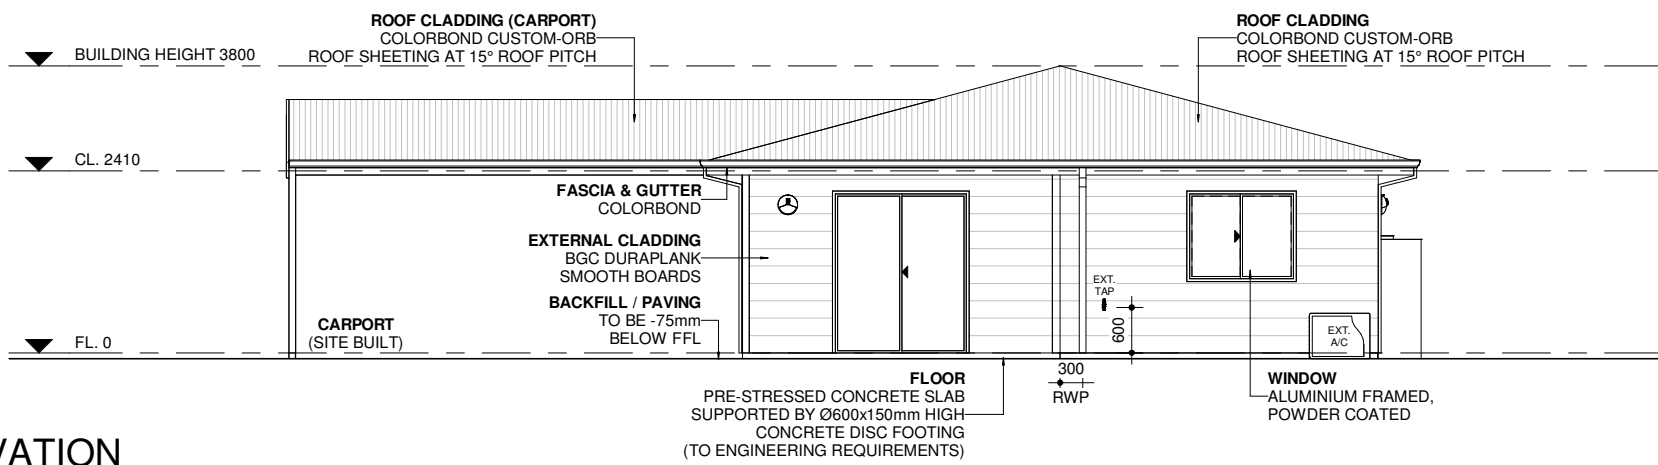 ROOF CLADDING (CARPORT)
COLORBOND CUSTOM-ORB
ROOF SHEETING AT 15° ROOF PITCH
ROOF CLADDING
COLORBOND CUSTOM-ORB
ROOF SHEETING AT 15° ROOF PITCH
BUILDING HEIGHT 3800
CL. 2410
FASCIA & GUTTER
COLORBOND
EXTERNAL CLADDING
BGC DURAPLANK
SMOOTH BOARDS
BACKFILL / PAVING
TO BE -75mm
BELOW FFL
EXT.
TAP
600
EXT.
A/C
CARPORT
(SITE BUILT)
FL. 0
FLOOR
PRE-STRESSED CONCRETE SLAB
SUPPORTED BY Ø600x150mm HIGH
CONCRETE DISC FOOTING
(TO ENGINEERING REQUIREMENTS)
300
RWP
WINDOW
ALUMINIUM FRAMED,
POWDER COATED
VATION